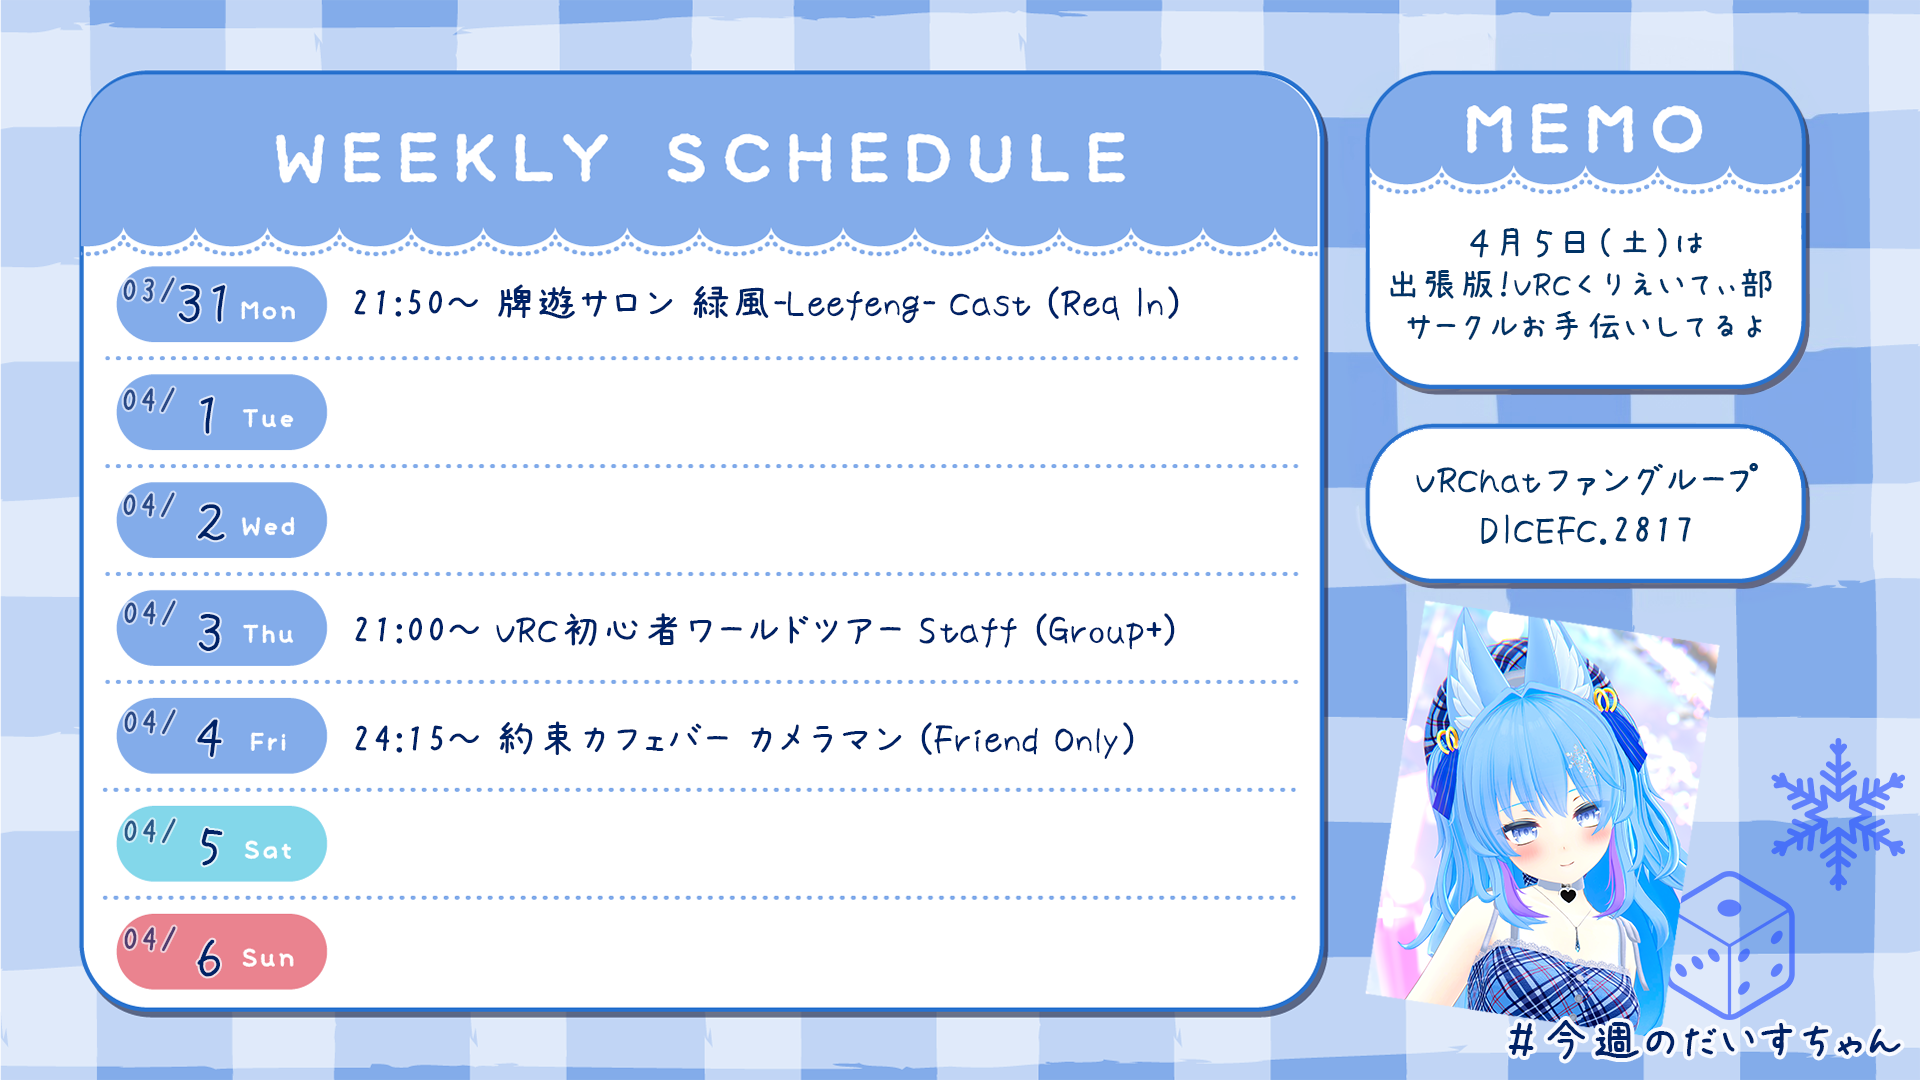 WEEKLY SCHEDULE
03/31 Mon 21:50～ 牌遊サロン 緑風-Leefeng- Cast (Req In)
04/1 Tue
04/2 Wed
04/3 Thu 21:00～ VRC初心者ワールドツアー Staff (Group+)
04/4 Fri 24:15～ 約束カフェバー カメラマン (Friend Only)
04/5 Sat
04/6 Sun
MEMO
4月5日(土)は
出張版!VRCくりえいてぃ部
サークルお手伝いしてるよ
VRChatファングループ
DICEFC.2817
#今週のだいすちゃん